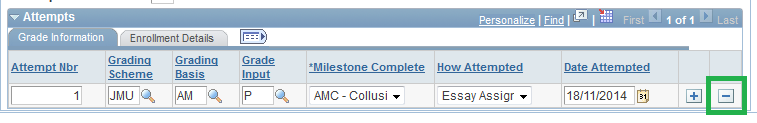 Attempts
Personalize | Find | First 1 of 1 Last
Grade Information Enrollment Details
Attempt Nbr Grading Scheme Grading Basis Grade Input *Milestone Complete How Attempted Date Attempted
1 JMU AM P AMC - Collusi Essay Assigr 18/11/2014 31 + −